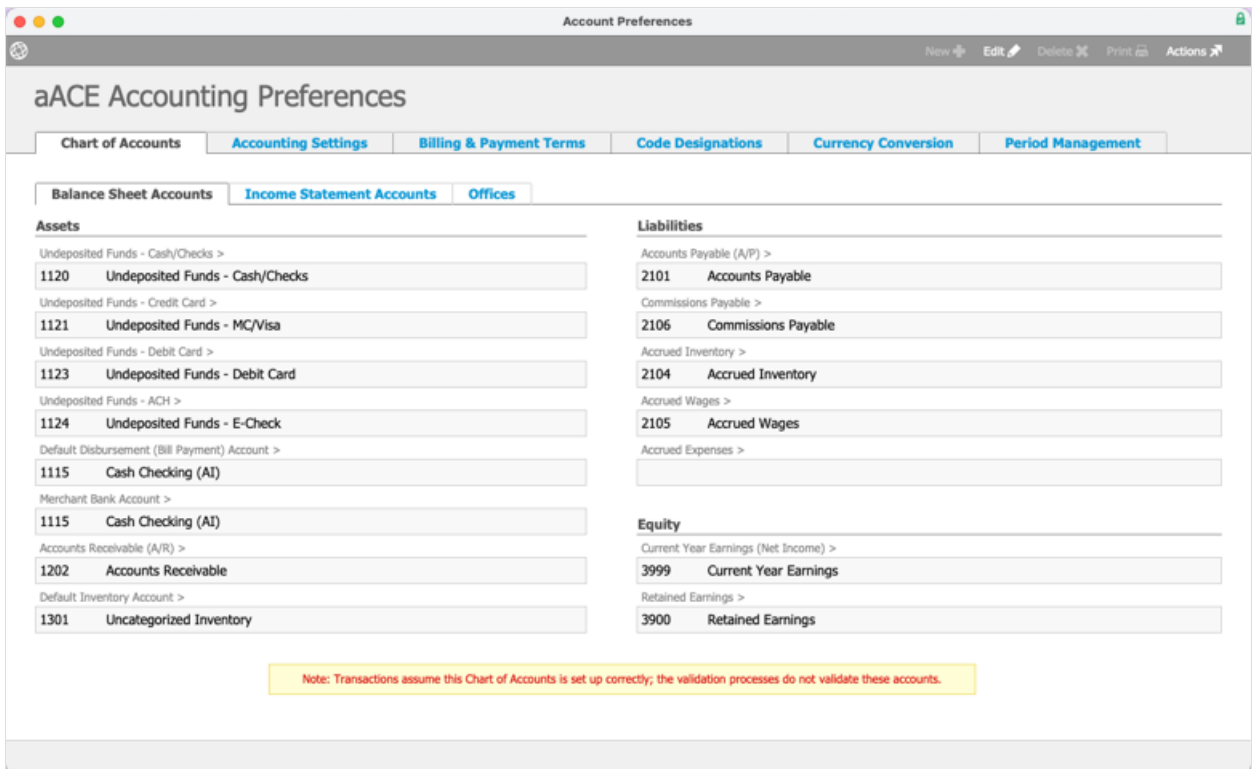 Account Preferences
New Edit Delete Print Actions
aACE Accounting Preferences
Chart of Accounts Accounting Settings Billing & Payment Terms Code Designations Currency Conversion Period Management
Balance Sheet Accounts Income Statement Accounts Offices
Assets
Undeposited Funds - Cash/Checks >
1120 Undeposited Funds - Cash/Checks
Undeposited Funds - Credit Card >
1121 Undeposited Funds - MC/Visa
Undeposited Funds - Debit Card >
1123 Undeposited Funds - Debit Card
Undeposited Funds - ACH >
1124 Undeposited Funds - E-Check
Default Disbursement (Bill Payment) Account >
1115 Cash Checking (AI)
Merchant Bank Account >
1115 Cash Checking (AI)
Accounts Receivable (A/R) >
1202 Accounts Receivable
Default Inventory Account >
1301 Uncategorized Inventory
Liabilities
Accounts Payable (A/P) >
2101 Accounts Payable
Commissions Payable >
2106 Commissions Payable
Accrued Inventory >
2104 Accrued Inventory
Accrued Wages >
2105 Accrued Wages
Accrued Expenses >
Equity
Current Year Earnings (Net Income) >
3999 Current Year Earnings
Retained Earnings >
3900 Retained Earnings
Note: Transactions assume this Chart of Accounts is set up correctly; the validation processes do not validate these accounts.